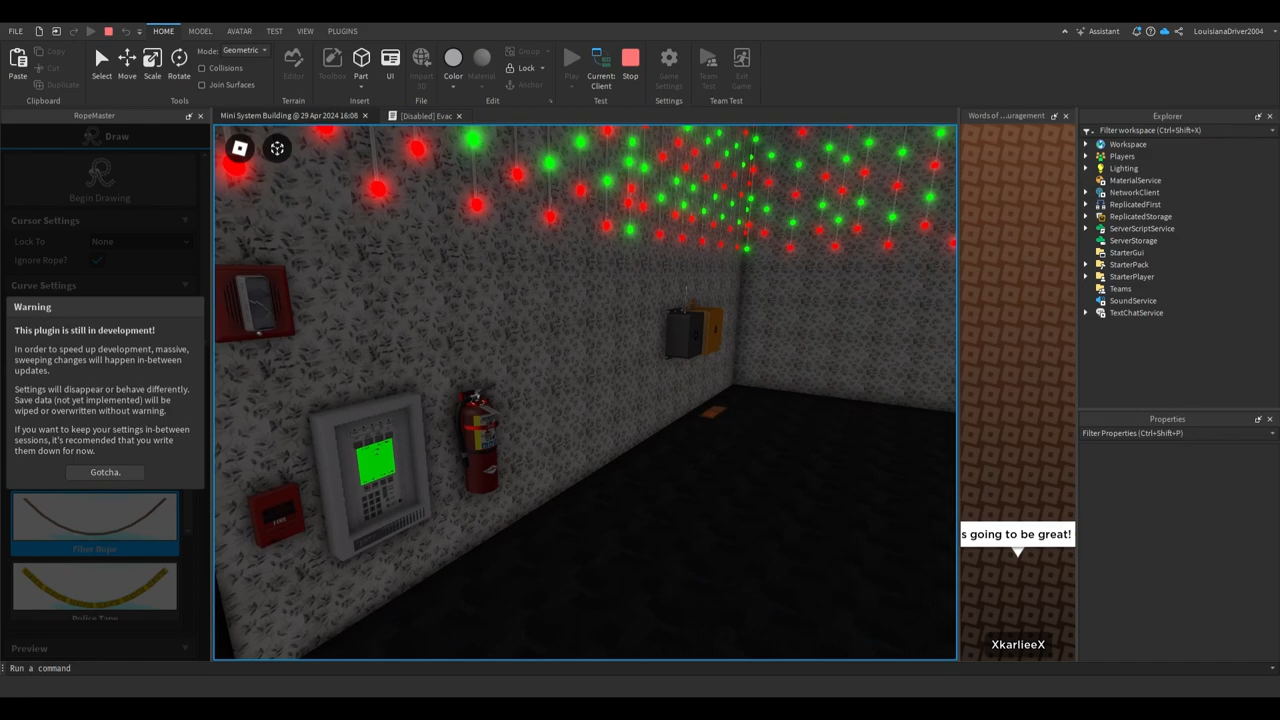 FILE HOME MODEL AVATAR TEST VIEW PLUGINS Assistant LouisianaDriver2004
Paste Copy Cut Duplicate Select Move Scale Rotate Mode: Geometric Collisions Join Surfaces Editor Toolbox Part UI Import 3D Color Material Group Lock Anchor Play Current: Client Stop Game Settings Team Test Exit Game
Clipboard Tools Terrain Insert File Edit Test Settings Team Test
RopeMaster Mini System Building @ 29 Apr 2024 16:08 [Disabled] Evac Words of ...uragement Explorer
Draw
Begin Drawing
Cursor Settings
Lock To None
Ignore Rope?
Curve Settings
Warning
This plugin is still in development!
In order to speed up development, massive,
sweeping changes will happen in-between
updates.
Settings will disappear or behave differently.
Save data (not yet implemented) will be
wiped or overwritten without warning.
If you want to keep your settings in-between
sessions, it's recomended that you write
them down for now.
Gotcha.
Fiber Rope
Police Tape
Preview
Run a command
FIRE
s going to be great!
XkarlieeX
Filter workspace (Ctrl+Shift+X)
Workspace
Players
Lighting
MaterialService
NetworkClient
ReplicatedFirst
ReplicatedStorage
ServerScriptService
ServerStorage
StarterGui
StarterPack
StarterPlayer
Teams
SoundService
TextChatService
Properties
Filter Properties (Ctrl+Shift+P)